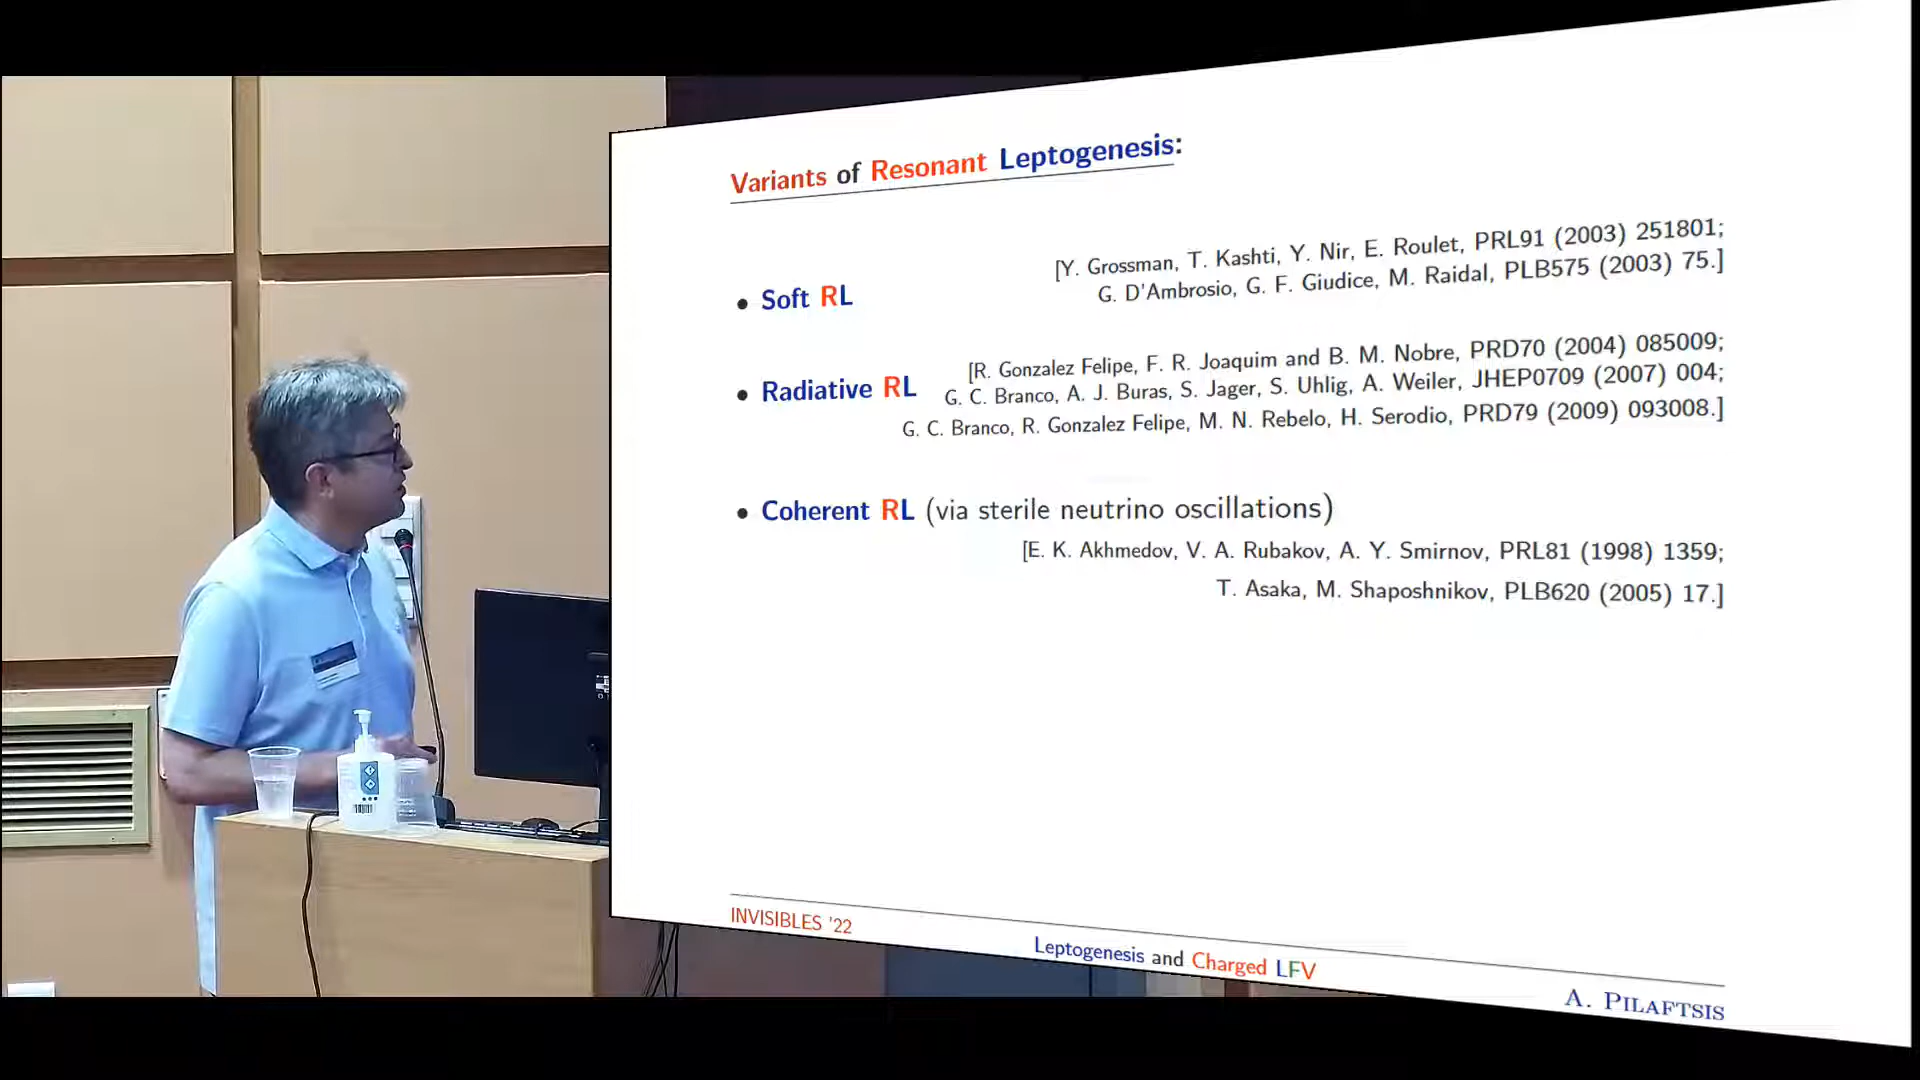 Variants of Resonant Leptogenesis:
[Y. Grossman, T. Kashti, Y. Nir, E. Roulet, PRL91 (2003) 251801;
• Soft RL
G. D'Ambrosio, G. F. Giudice, M. Raidal, PLB575 (2003) 75.]
[R. Gonzalez Felipe, F. R. Joaquim and B. M. Nobre, PRD70 (2004) 085009;
• Radiative RL
G. C. Branco, A. J. Buras, S. Jager, S. Uhlig, A. Weiler, JHEP0709 (2007) 004;
G. C. Branco, R. Gonzalez Felipe, M. N. Rebelo, H. Serodio, PRD79 (2009) 093008.]
• Coherent RL (via sterile neutrino oscillations)
[E. K. Akhmedov, V. A. Rubakov, A. Y. Smirnov, PRL81 (1998) 1359;
T. Asaka, M. Shaposhnikov, PLB620 (2005) 17.]
INVISIBLES '22
Leptogenesis and Charged LFV
A. PILAFTSIS